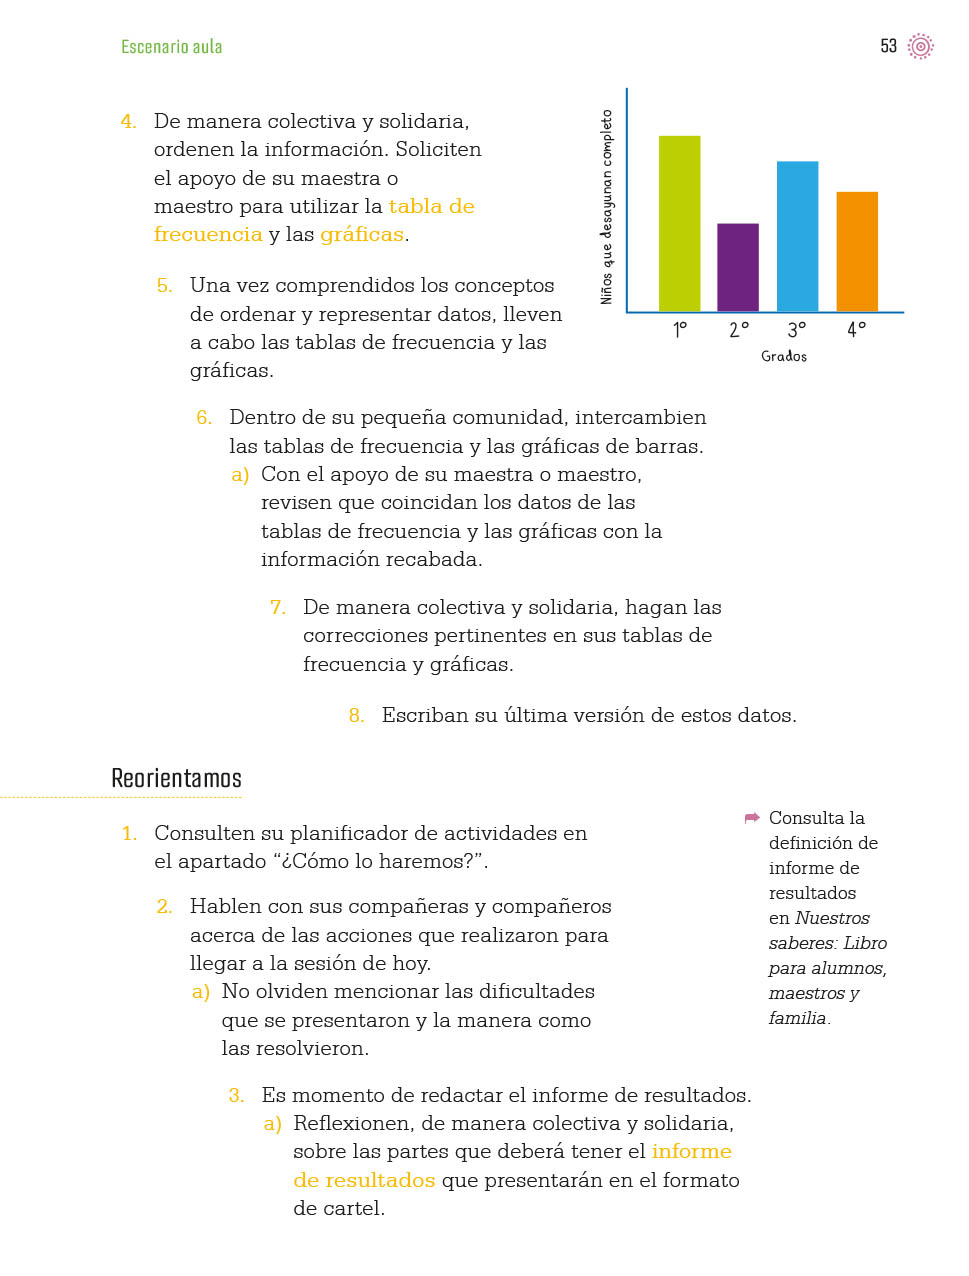 Escenario aula
53
4. De manera colectiva y solidaria,
ordenen la información. Soliciten
el apoyo de su maestra o
maestro para utilizar la tabla de
frecuencia y las gráficas.
Niños que desayunan completo
1° 2° 3° 4°
Grados
5. Una vez comprendidos los conceptos
de ordenar y representar datos, lleven
a cabo las tablas de frecuencia y las
gráficas.
6. Dentro de su pequeña comunidad, intercambien
las tablas de frecuencia y las gráficas de barras.
a) Con el apoyo de su maestra o maestro,
revisen que coincidan los datos de las
tablas de frecuencia y las gráficas con la
información recabada.
7. De manera colectiva y solidaria, hagan las
correcciones pertinentes en sus tablas de
frecuencia y gráficas.
8. Escriban su última versión de estos datos.
Reorientamos
1. Consulten su planificador de actividades en
el apartado “¿Cómo lo haremos?”.
2. Hablen con sus compañeras y compañeros
acerca de las acciones que realizaron para
llegar a la sesión de hoy.
a) No olviden mencionar las dificultades
que se presentaron y la manera como
las resolvieron.
3. Es momento de redactar el informe de resultados.
a) Reflexionen, de manera colectiva y solidaria,
sobre las partes que deberá tener el informe
de resultados que presentarán en el formato
de cartel.
Consulta la
definición de
informe de
resultados
en Nuestros
saberes: Libro
para alumnos,
maestros y
familia.